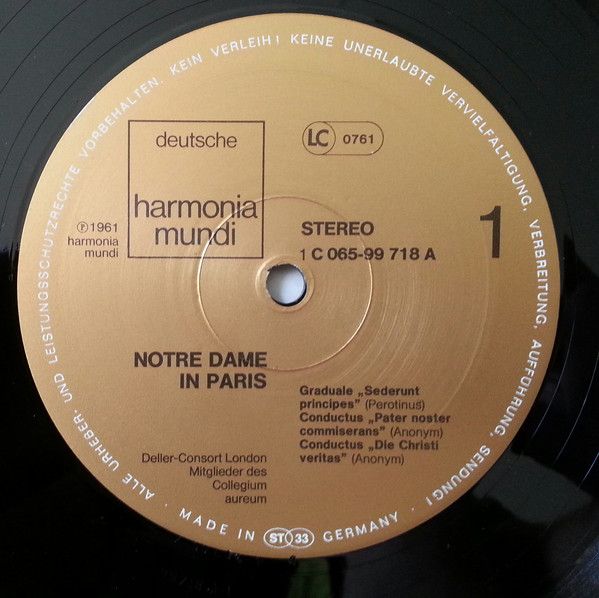 deutsche
harmonia
mundi
LC 0761
℗ 1961
harmonia
mundi
STEREO
1 C 065-99 718 A
1
NOTRE DAME
IN PARIS
Graduale „Sederunt
principes” (Perotinus)
Conductus „Pater noster
commiserans” (Anonym)
Conductus „Die Christi
veritas” (Anonym)
Deller-Consort London
Mitglieder des
Collegium
aureum
ALLE URHEBER- UND LEISTUNGSSCHUTZRECHTE VORBEHALTEN. KEIN VERLEIH! KEINE UNERLAUBTE VERVIELFÄLTIGUNG, VERBREITUNG, AUFFÜHRUNG, SENDUNG!
· MADE IN ST 33 GERMANY ·